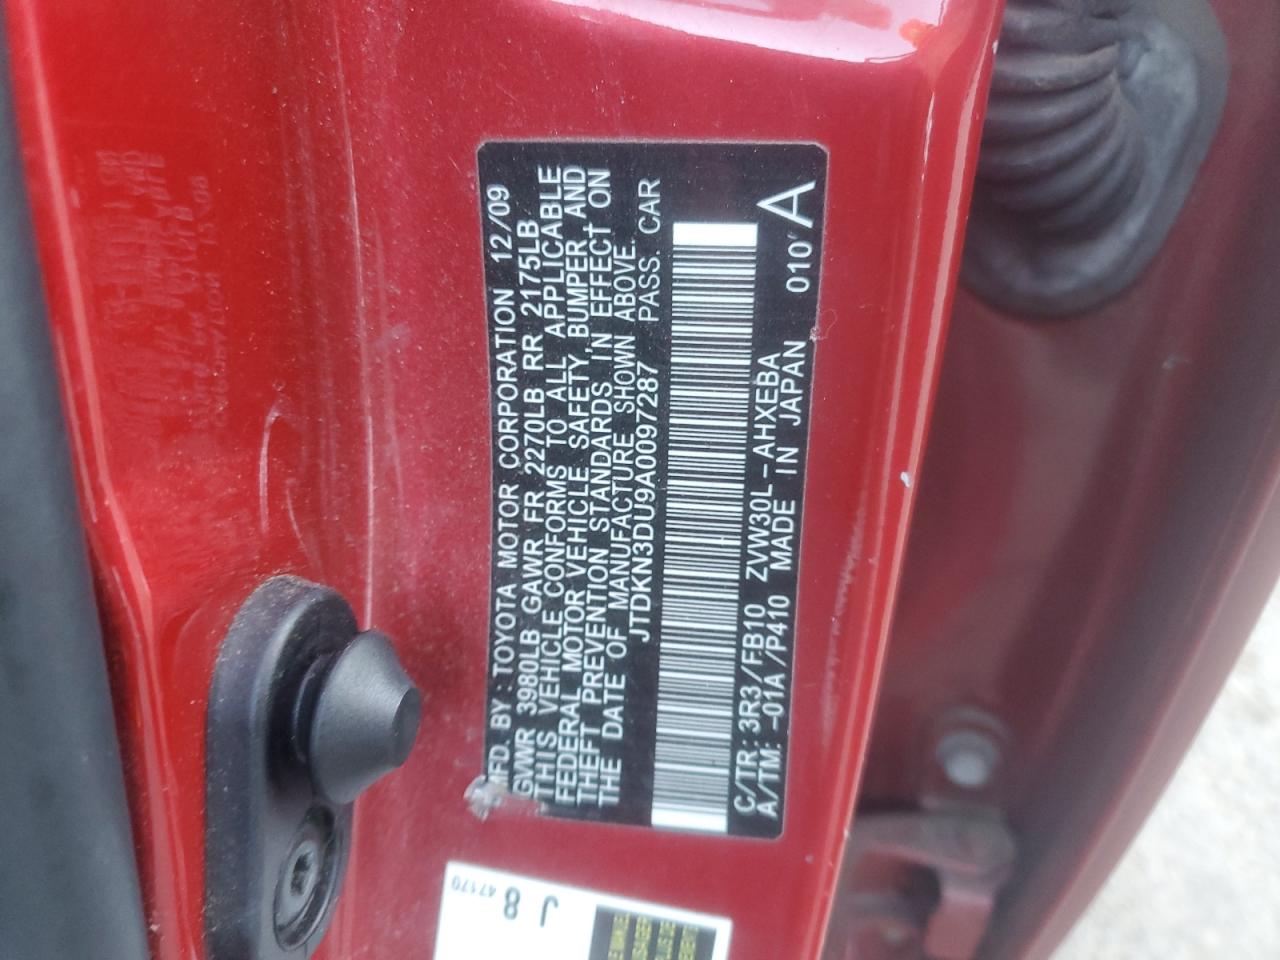 MFD. BY: TOYOTA MOTOR CORPORATION 12/09
GVWR 3980LB GAWR FR 2270LB RR 2175LB
THIS VEHICLE CONFORMS TO ALL APPLICABLE
FEDERAL MOTOR VEHICLE SAFETY, BUMPER, AND
THEFT PREVENTION STANDARDS IN EFFECT ON
THE DATE OF MANUFACTURE SHOWN ABOVE.
JTDKN3DU9A0097287 PASS. CAR
C/TR: 3R3/FB10 ZVW30L-AHXEBA 010 A
A/TM: -01A/P410 MADE IN JAPAN
J 8
47170